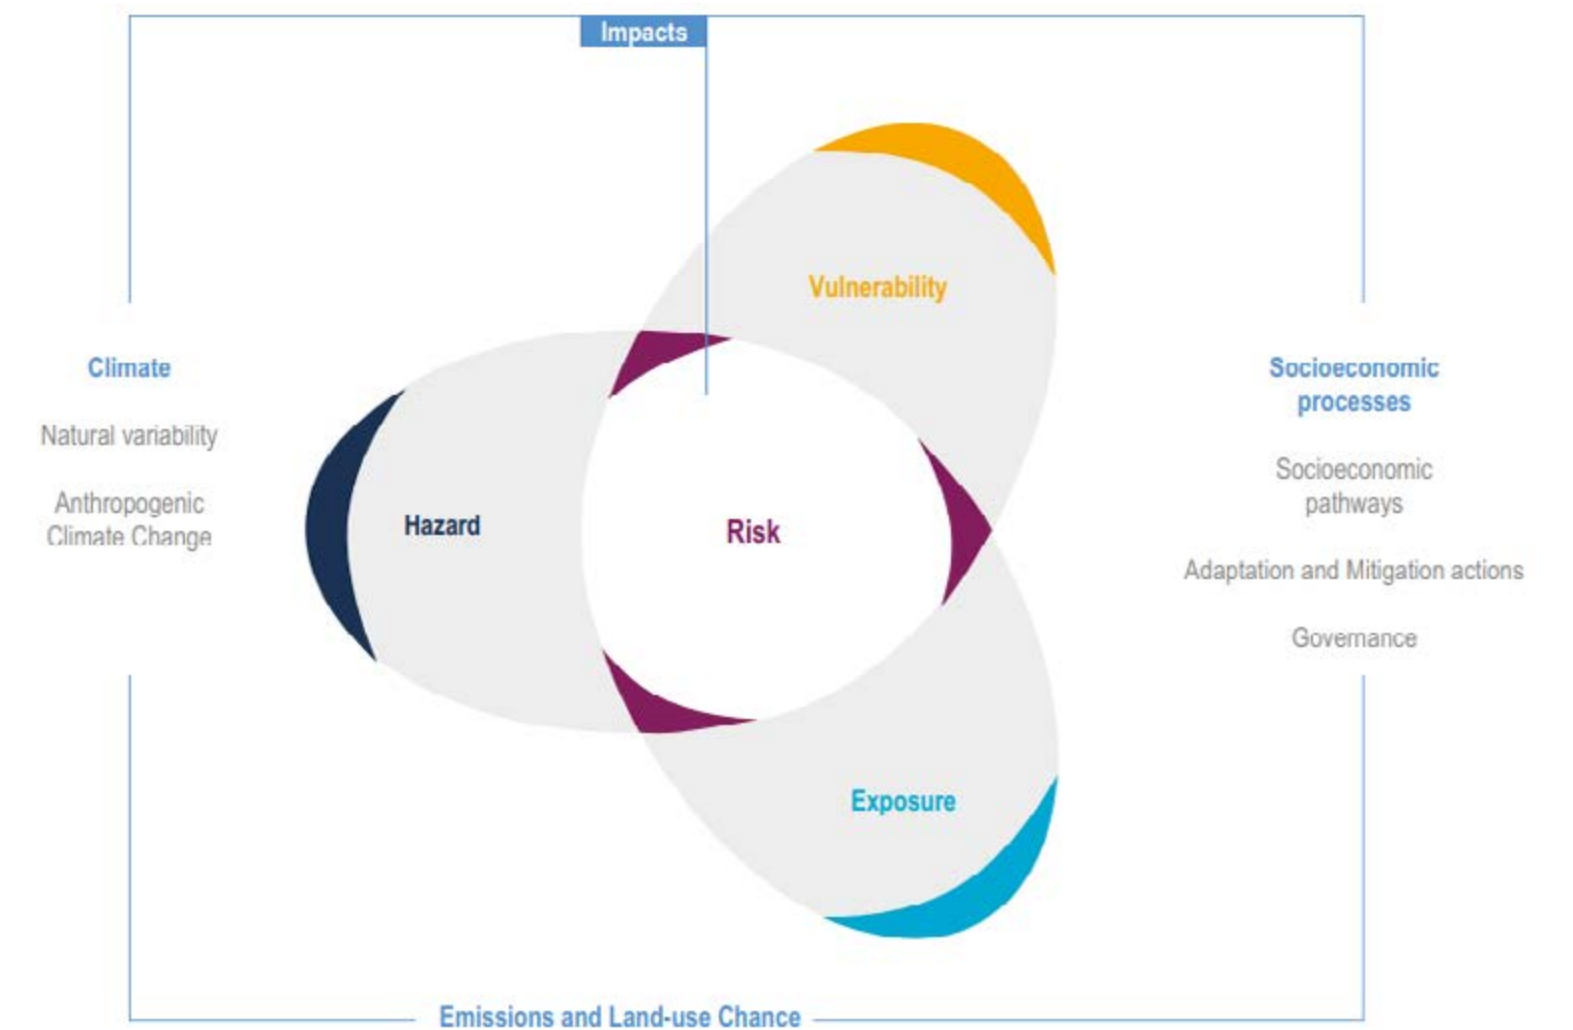 Impacts
Vulnerability
Climate
Natural variability
Anthropogenic
Climate Change
Hazard
Risk
Socioeconomic
processes
Socioeconomic
pathways
Adaptation and Mitigation actions
Governance
Exposure
Emissions and Land-use Chance